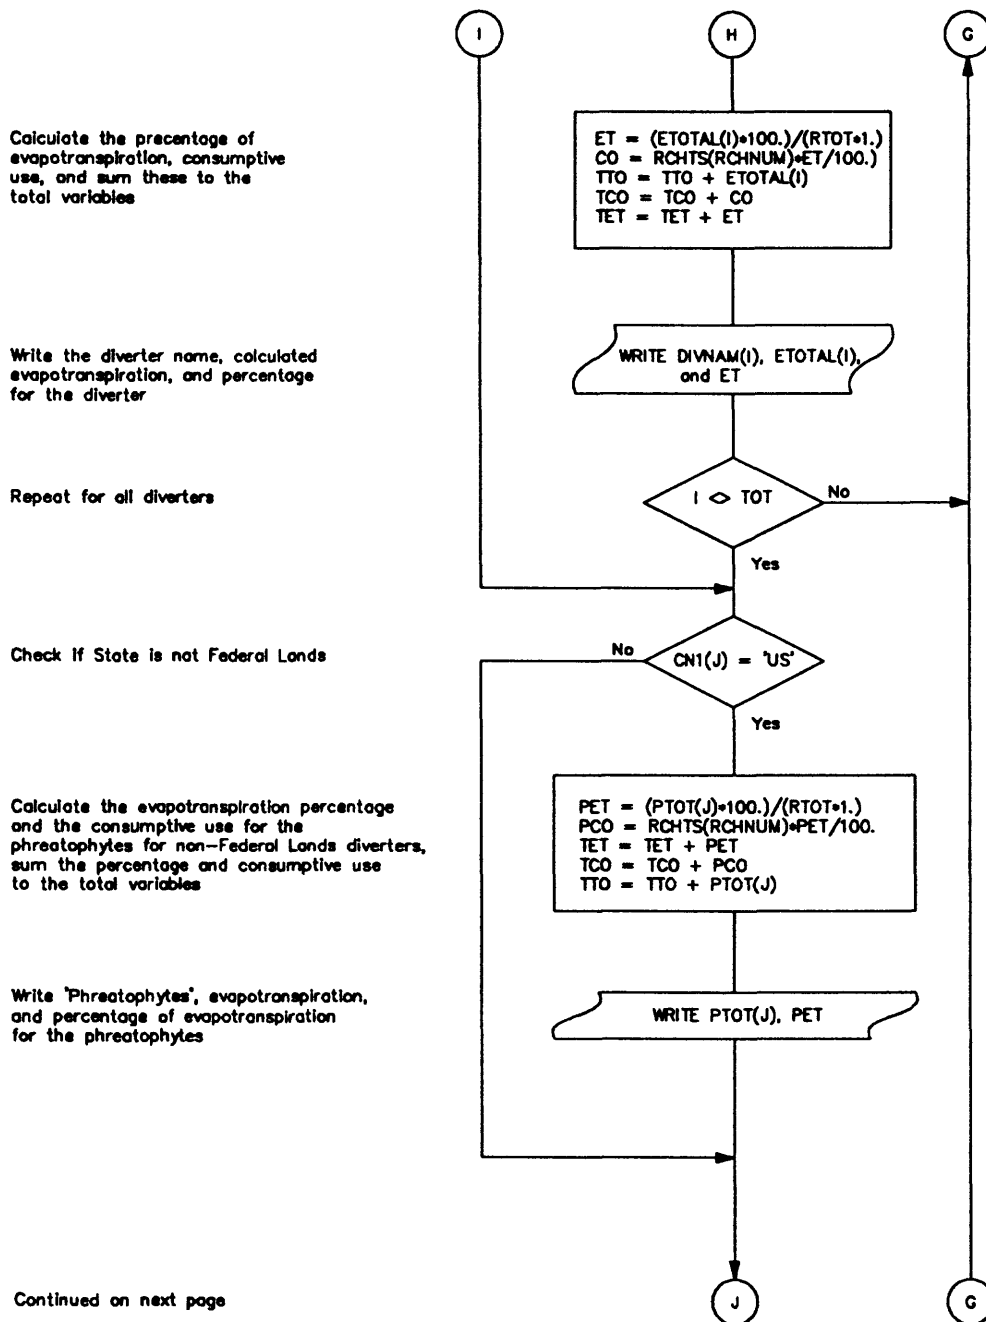 I
H
G
Calculate the precentage of
evapotranspiration, consumptive
use, and sum these to the
total variables
ET = (ETOTAL(I)*100.)/(RTOT*1.)
CO = RCHTS(RCHNUM)*ET/100.)
TTO = TTO + ETOTAL(I)
TCO = TCO + CO
TET = TET + ET
Write the diverter name, calculated
evapotranspiration, and percentage
for the diverter
WRITE DIVNAM(I), ETOTAL(I),
and ET
Repeat for all diverters
I <> TOT
No
Yes
Check if State is not Federal Lands
No
CN1(J) = 'US'
Yes
Calculate the evapotranspiration percentage
and the consumptive use for the
phreatophytes for non-Federal Lands diverters,
sum the percentage and consumptive use
to the total variables
PET = (PTOT(J)*100.)/(RTOT*1.)
PCO = RCHTS(RCHNUM)*PET/100.
TET = TET + PET
TCO = TCO + PCO
TTO = TTO + PTOT(J)
Write 'Phreatophytes', evapotranspiration,
and percentage of evapotranspiration
for the phreatophytes
WRITE PTOT(J), PET
Continued on next page
J
G